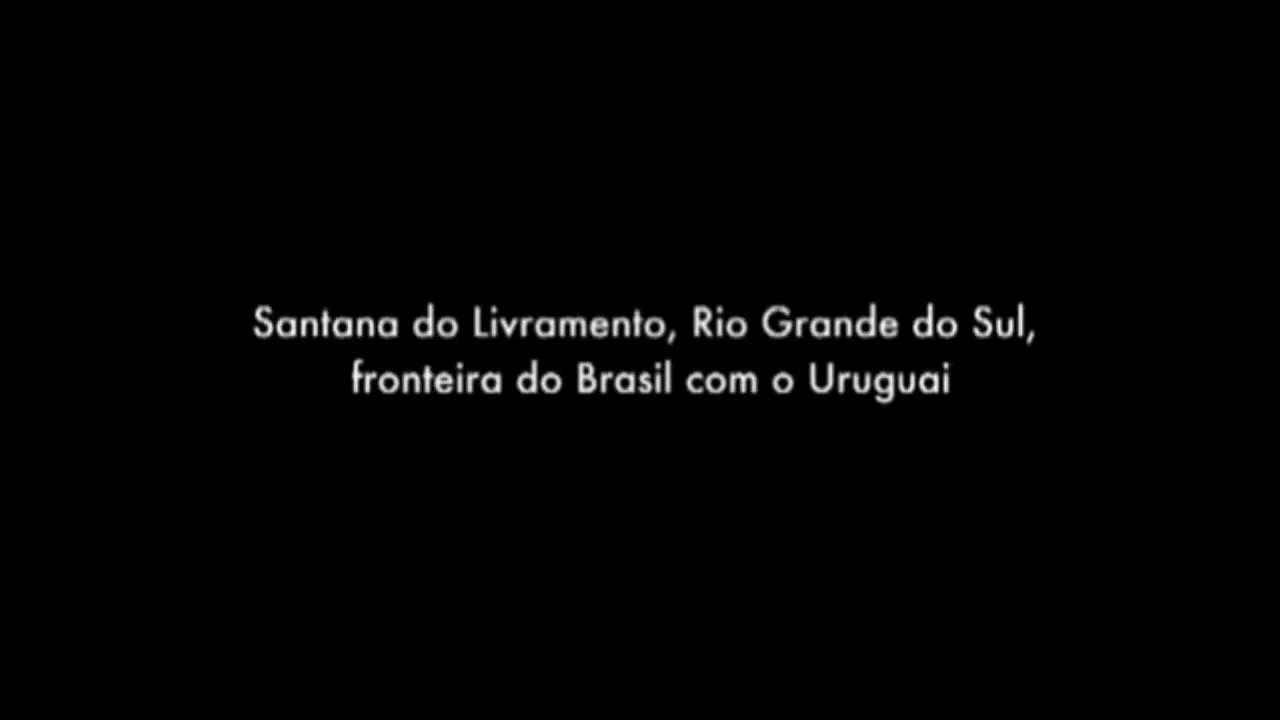 Santana do Livramento, Rio Grande do Sul,
fronteira do Brasil com o Uruguai